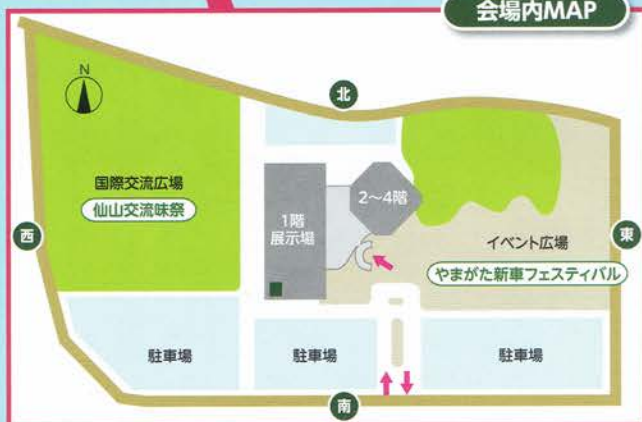 会場内MAP
N
北
国際交流広場
仙山交流味祭
2〜4階
1階
展示場
西
イベント広場
東
やまがた新車フェスティバル
駐車場
駐車場
駐車場
南